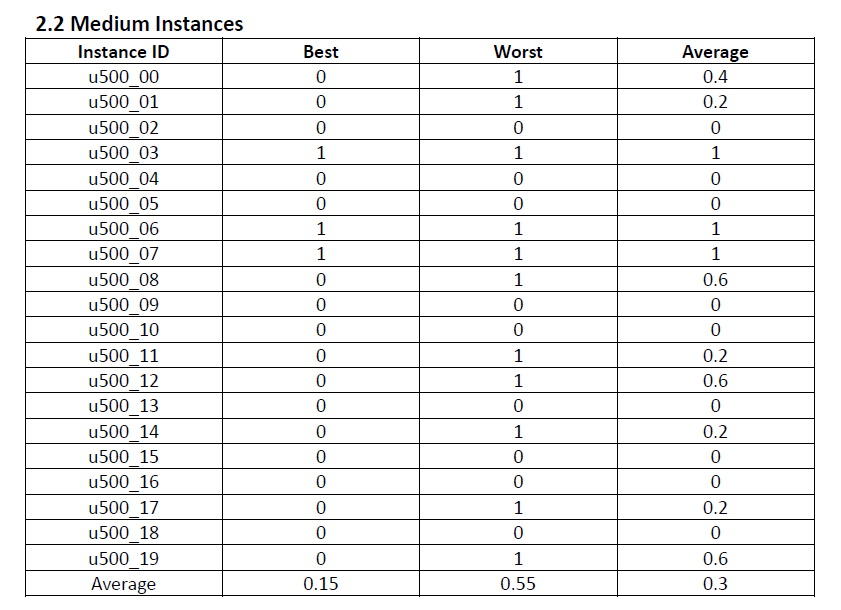 2.2 Medium Instances
Instance ID Best Worst Average
u500_00 0 1 0.4
u500_01 0 1 0.2
u500_02 0 0 0
u500_03 1 1 1
u500_04 0 0 0
u500_05 0 0 0
u500_06 1 1 1
u500_07 1 1 1
u500_08 0 1 0.6
u500_09 0 0 0
u500_10 0 0 0
u500_11 0 1 0.2
u500_12 0 1 0.6
u500_13 0 0 0
u500_14 0 1 0.2
u500_15 0 0 0
u500_16 0 0 0
u500_17 0 1 0.2
u500_18 0 0 0
u500_19 0 1 0.6
Average 0.15 0.55 0.3